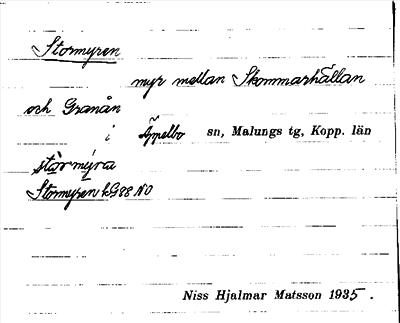 Stormyren
myr mellan Skommarhällan
och Granån
i Äppelbo sn, Malungs tg, Kopp. län
stòrmýra
Stormyren kG88 NO
Niss Hjalmar Matsson 1935.